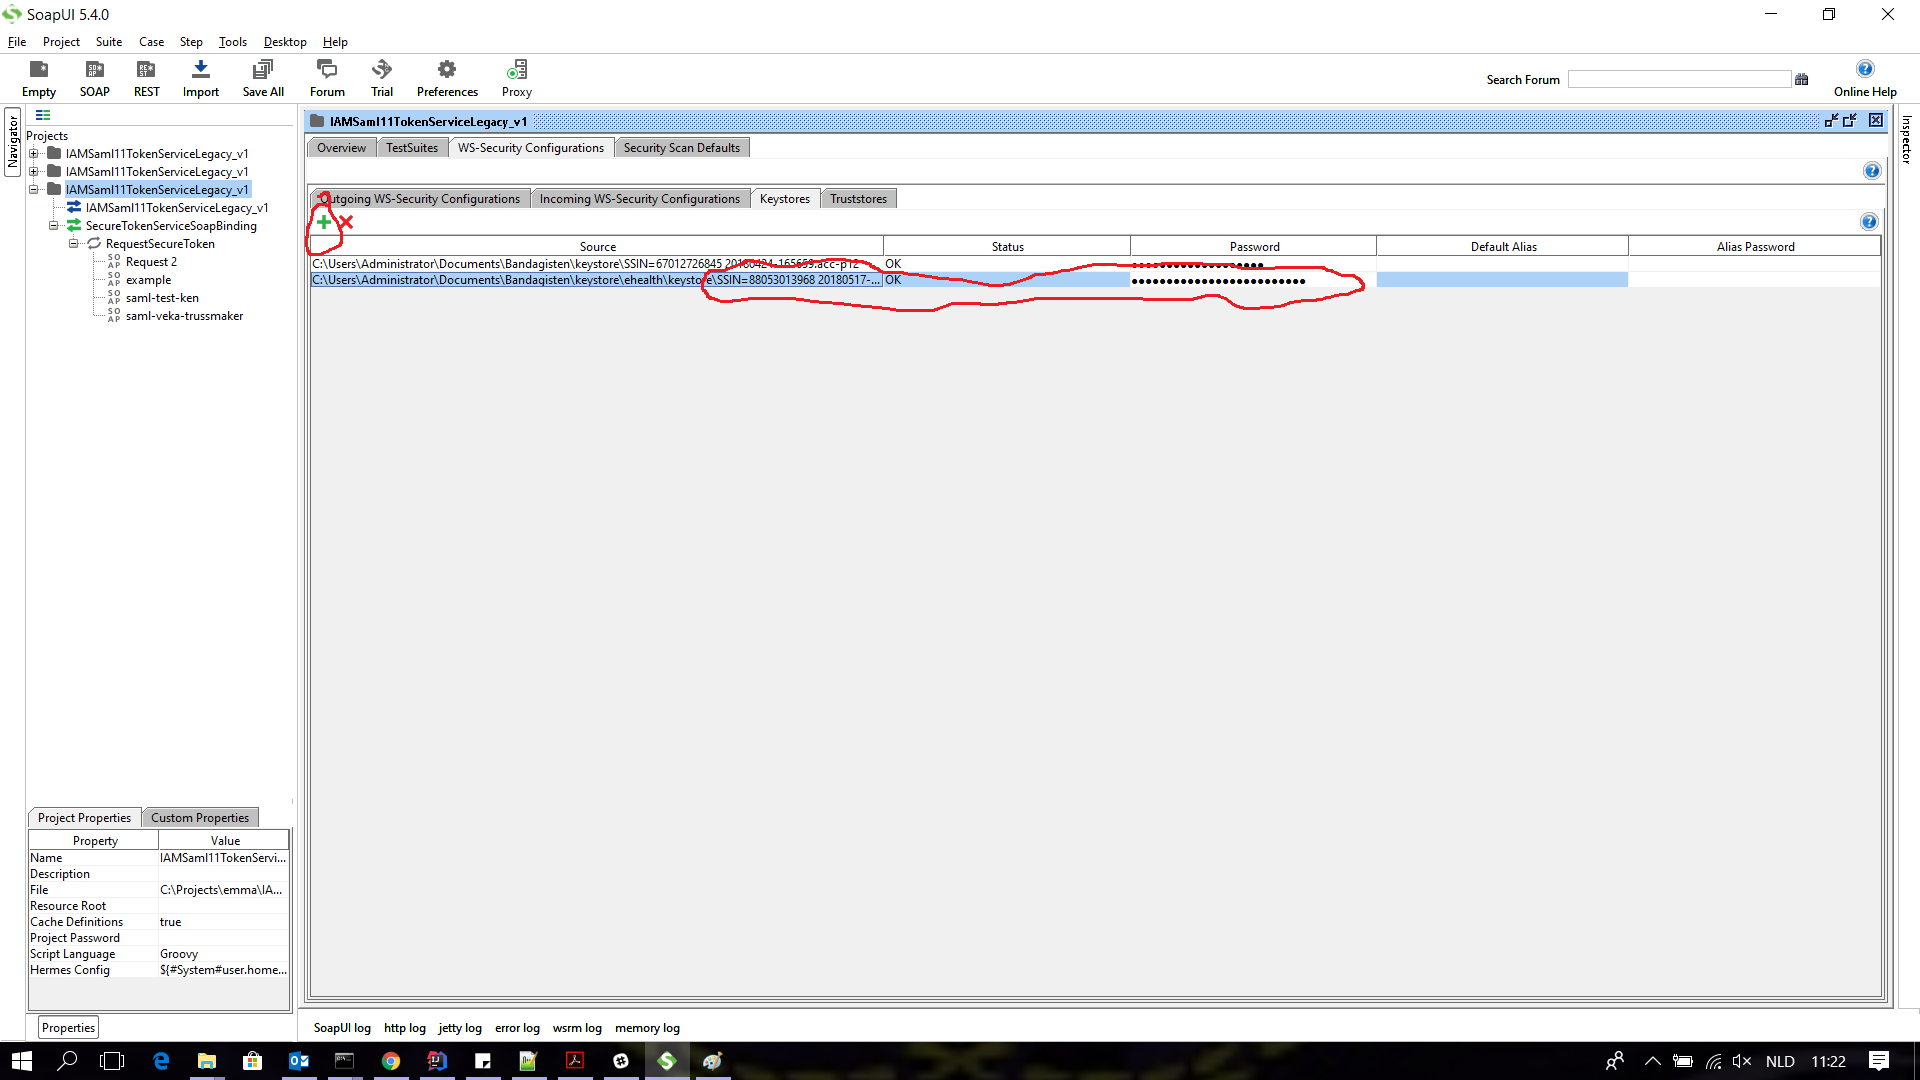 SoapUI 5.4.0
File Project Suite Case Step Tools Desktop Help
Empty SOAP REST Import Save All Forum Trial Preferences Proxy
Search Forum
Online Help
Navigator
Projects
IAMSaml11TokenServiceLegacy_v1
IAMSaml11TokenServiceLegacy_v1
IAMSaml11TokenServiceLegacy_v1
IAMSaml11TokenServiceLegacy_v1
SecureTokenServiceSoapBinding
RequestSecureToken
Request 2
example
saml-test-ken
saml-veka-trussmaker
IAMSaml11TokenServiceLegacy_v1
Overview TestSuites WS-Security Configurations Security Scan Defaults
Outgoing WS-Security Configurations Incoming WS-Security Configurations Keystores Truststores
Source Status Password Default Alias Alias Password
C:\Users\Administrator\Documents\Bandagisten\keystore\SSIN=67012726845 20180424-165659.acc-p12 OK ●●●●●●●●●●●●●●●●●●●
C:\Users\Administrator\Documents\Bandagisten\keystore\ehealth\keystore\SSIN=88053013968 20180517-... OK ●●●●●●●●●●●●●●●●●●●●●●●●●
Inspector
Project Properties Custom Properties
Property Value
Name IAMSaml11TokenServi...
Description
File C:\Projects\emma\IA...
Resource Root
Cache Definitions true
Project Password
Script Language Groovy
Hermes Config ${#System#user.home...
Properties
SoapUI log http log jetty log error log wsrm log memory log
NLD 11:22